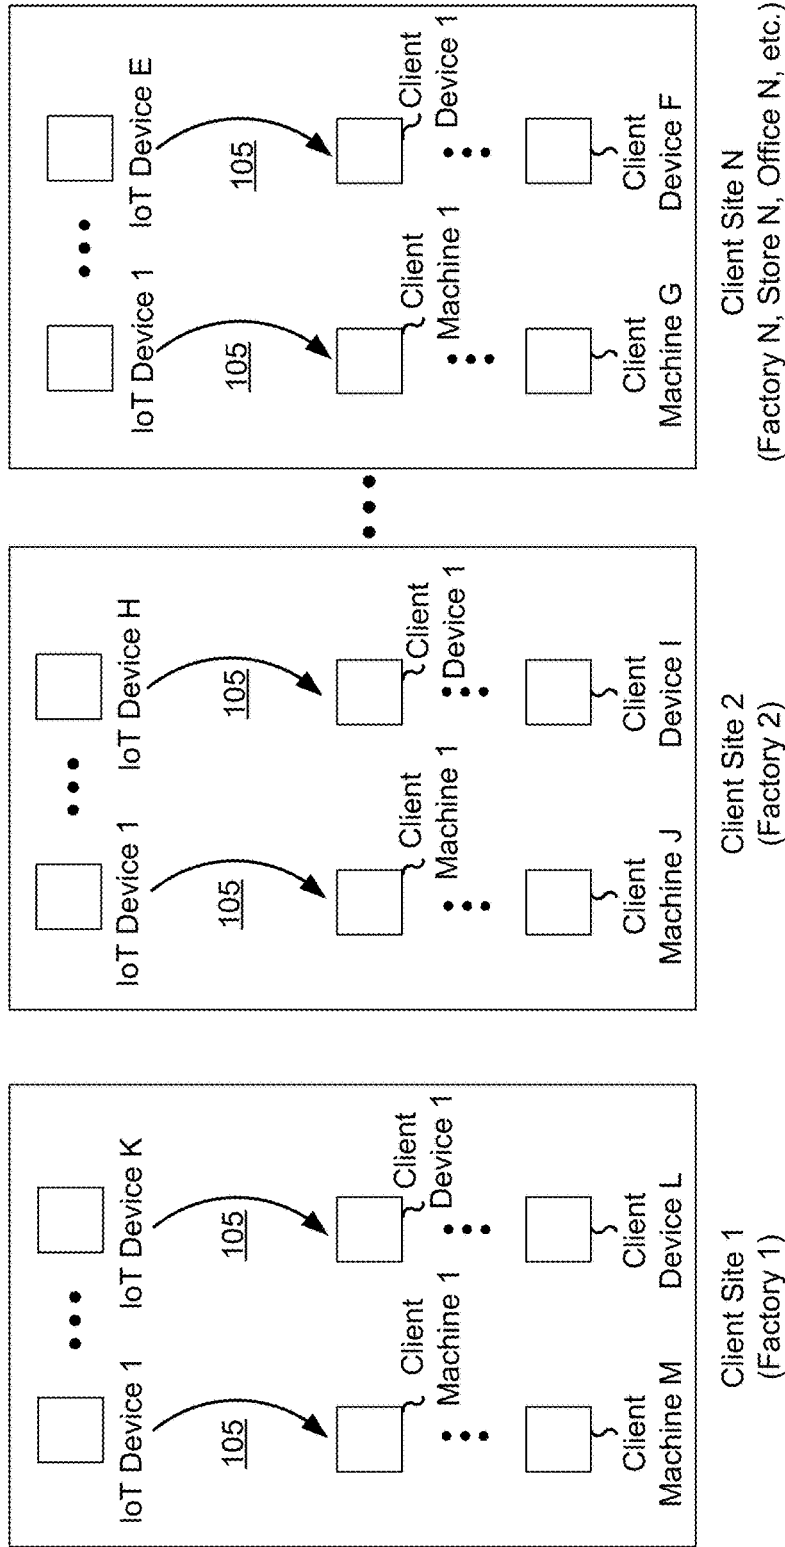 IoT Device 1
IoT Device K
105
105
Client
Machine 1
Client
Device 1
Client
Machine M
Client
Device L
Client Site 1
(Factory 1)
IoT Device 1
IoT Device H
105
105
Client
Machine 1
Client
Device 1
Client
Machine J
Client
Device I
Client Site 2
(Factory 2)
IoT Device 1
IoT Device E
105
105
Client
Machine 1
Client
Device 1
Client
Machine G
Client
Device F
Client Site N
(Factory N, Store N, Office N, etc.)